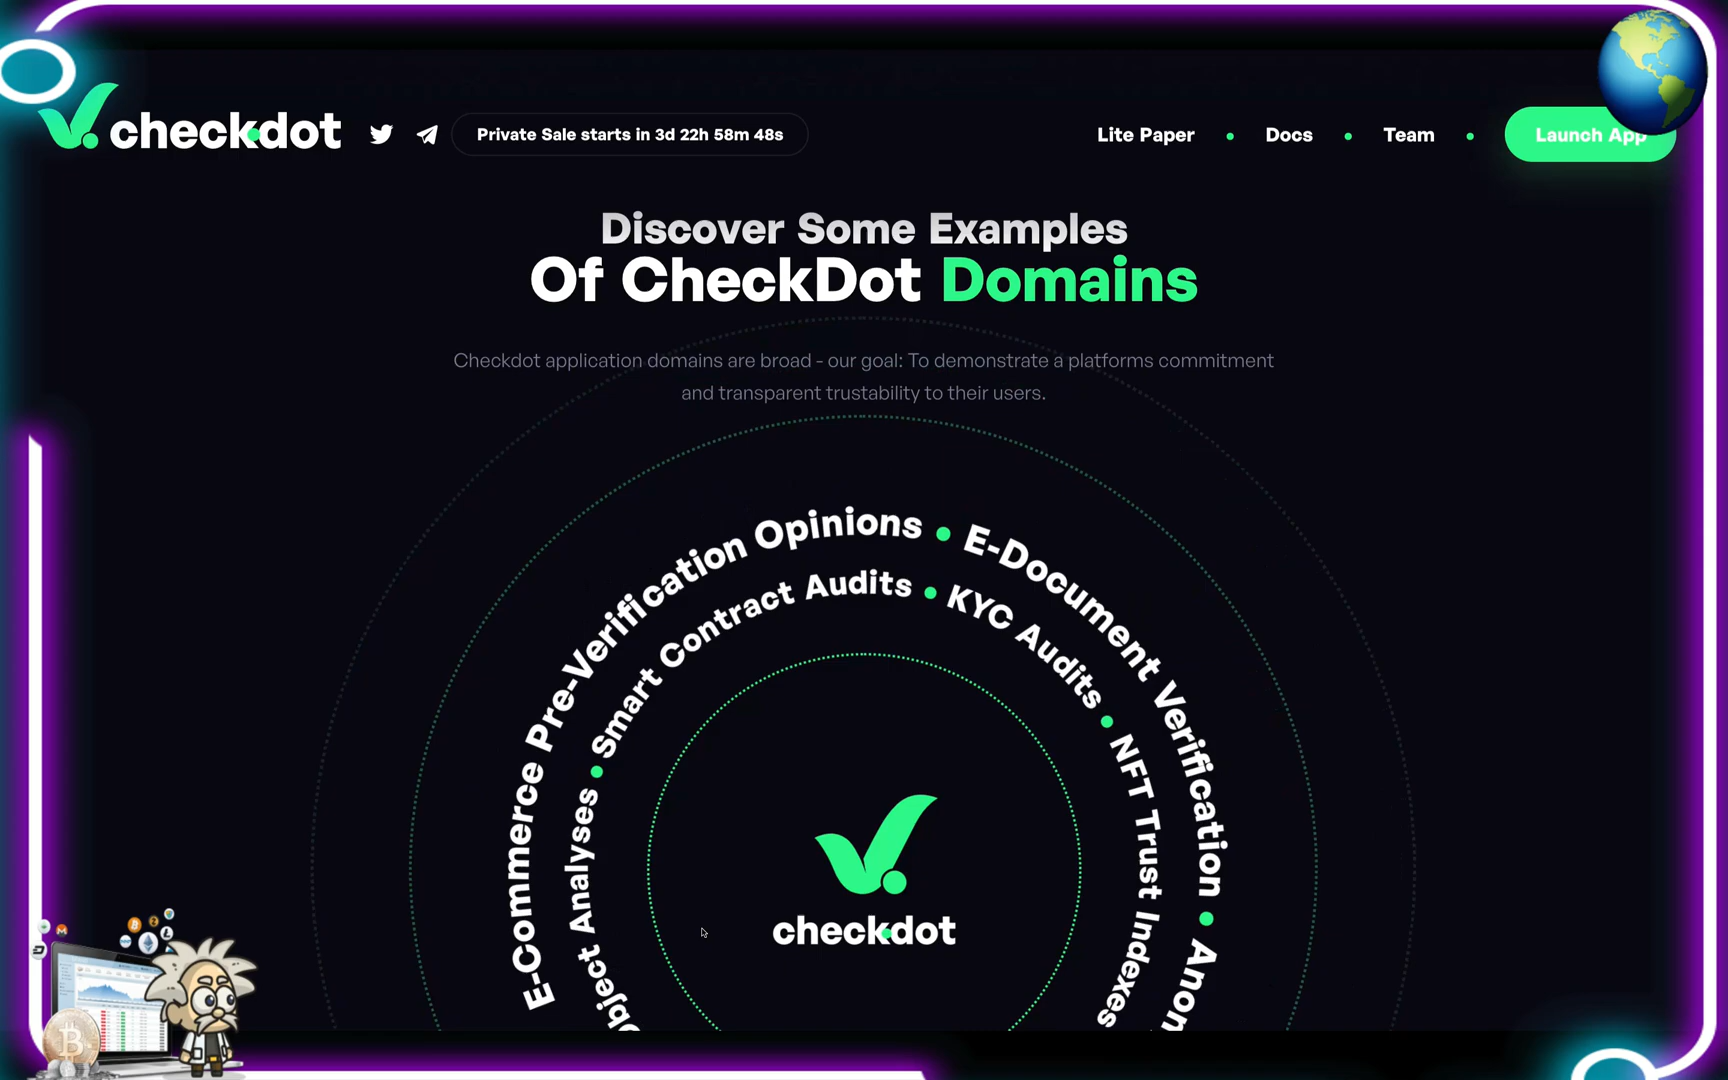 checkdot
Private Sale starts in 3d 22h 58m 48s
Lite Paper
Docs
Team
Launch App
Discover Some Examples
Of CheckDot Domains
Checkdot application domains are broad - our goal: To demonstrate a platforms commitment
and transparent trustability to their users.
E-Commerce Pre-Verification Opinions • E-Document Verification • Anon
bject Analyses • Smart Contract Audits • KYC Audits • NFT Trust Indexes
checkdot